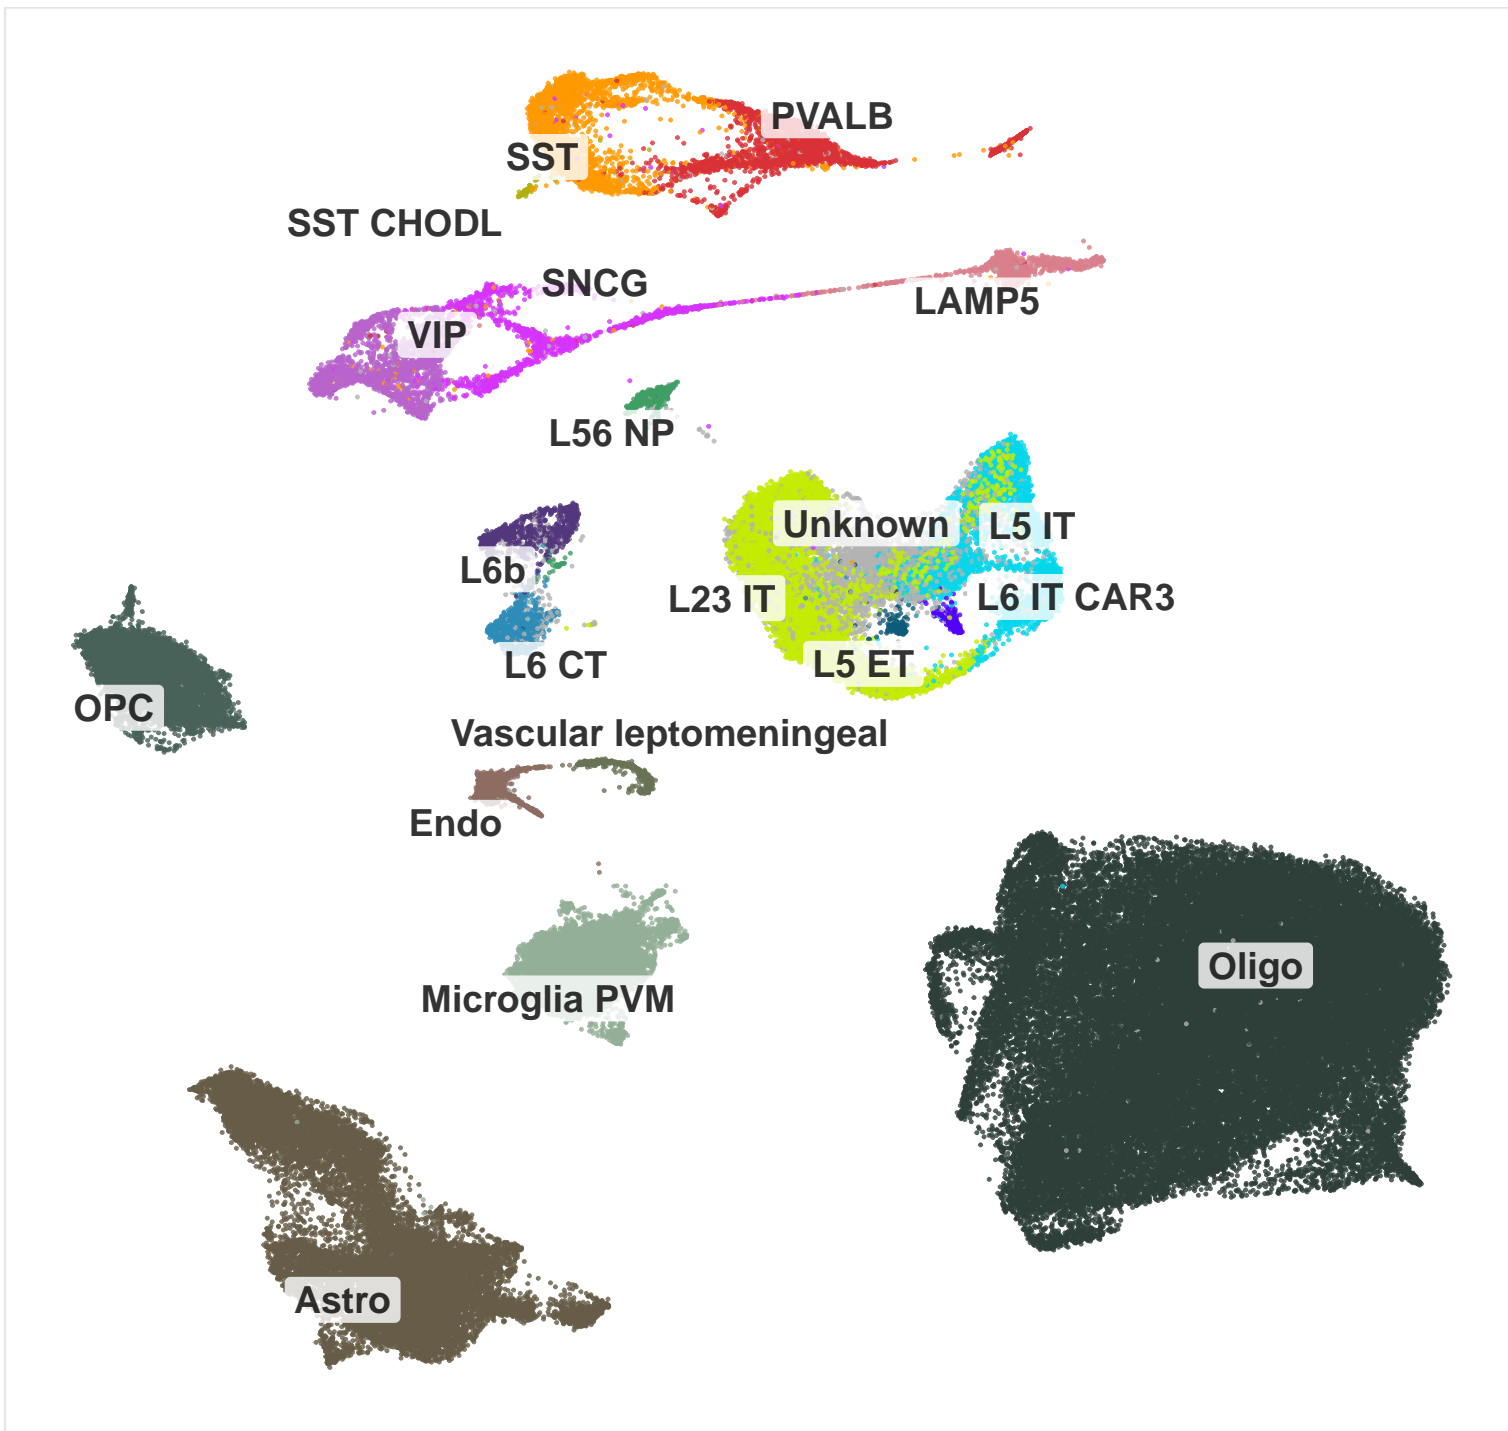 PVALB
SST
SST CHODL
SNCG
LAMP5
VIP
L56 NP
Unknown
L5 IT
L6b
L23 IT
L6 IT CAR3
L6 CT
L5 ET
OPC
Vascular leptomeningeal
Endo
Oligo
Microglia PVM
Astro